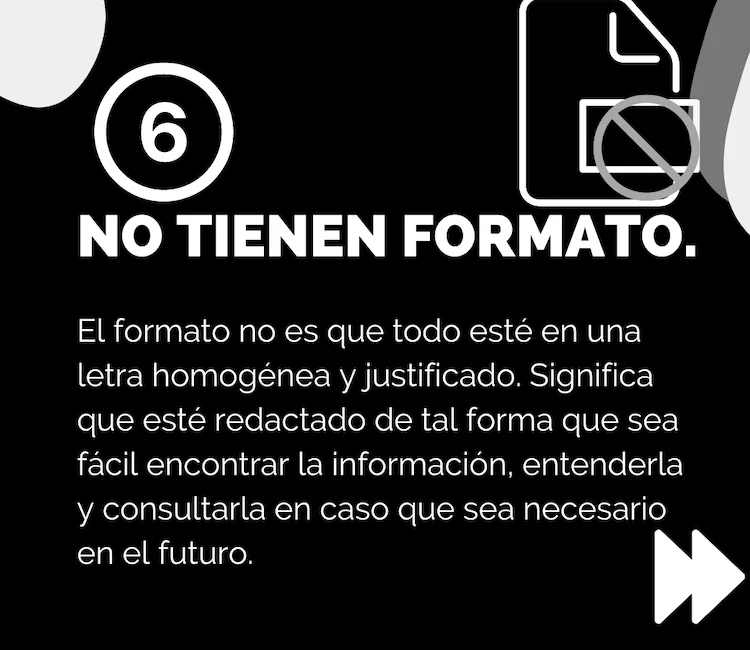 6
NO TIENEN FORMATO.
El formato no es que todo esté en una
letra homogénea y justificado. Significa
que esté redactado de tal forma que sea
fácil encontrar la información, entenderla
y consultarla en caso que sea necesario
en el futuro.